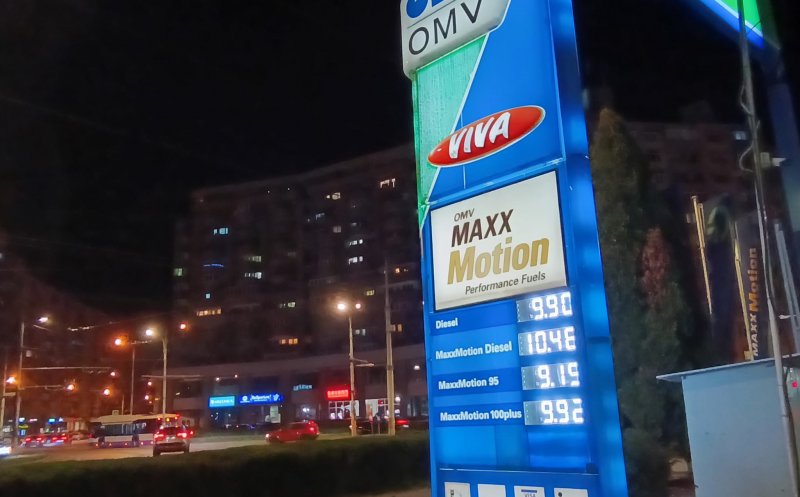 OMV
VIVA
OMV
MAXX
Motion
Performance Fuels
Diesel 9.90
MaxxMotion Diesel 10.48
MaxxMotion 95 9.19
MaxxMotion 100plus 9.92
MAXXMotion